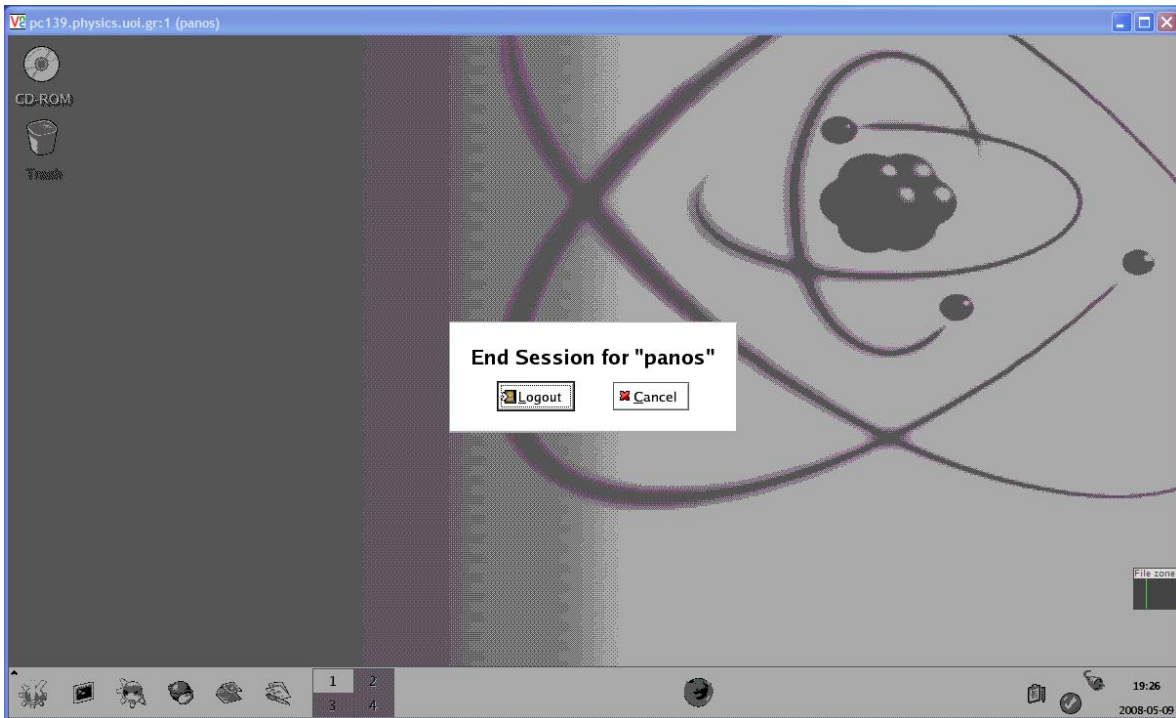 pc139.physics.uoi.gr:1 (panos)
CD-ROM
Trash
End Session for "panos"
Logout
Cancel
File zone
1
2
3
4
19:26
2008-05-09